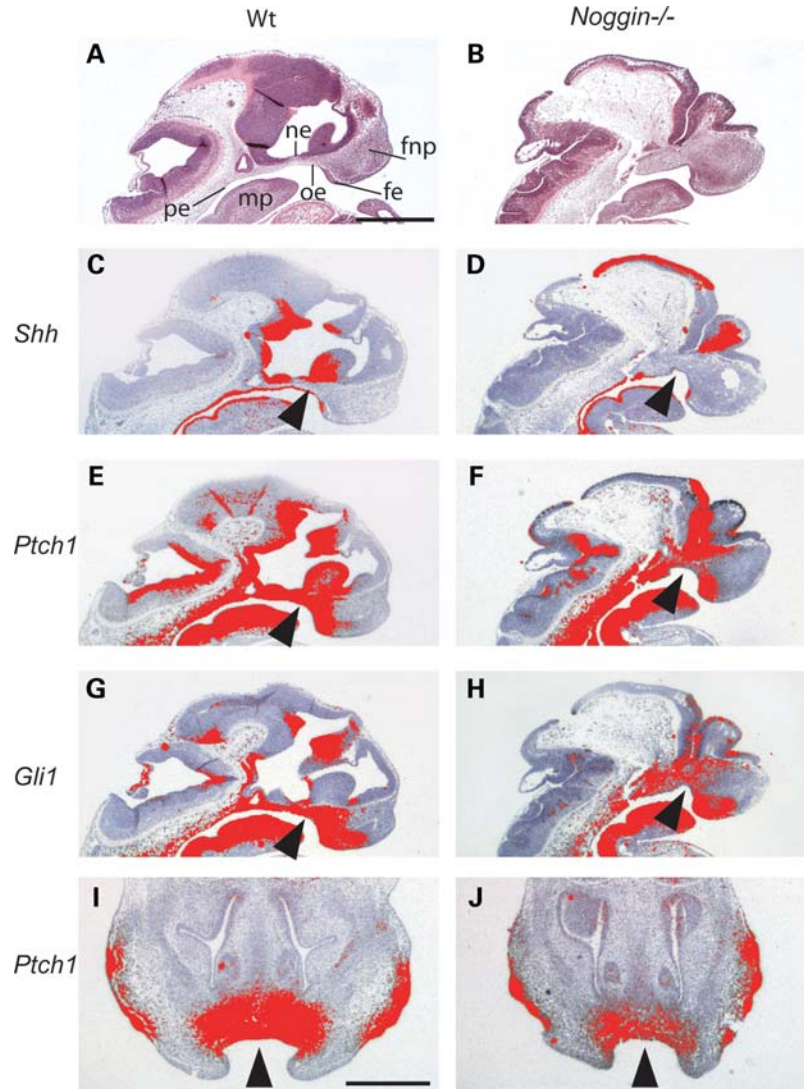 Wt Noggin-/-
A B
ne
fnp
oe
fe
pe mp
C D
Shh
E F
Ptch1
G H
Gli1
I J
Ptch1